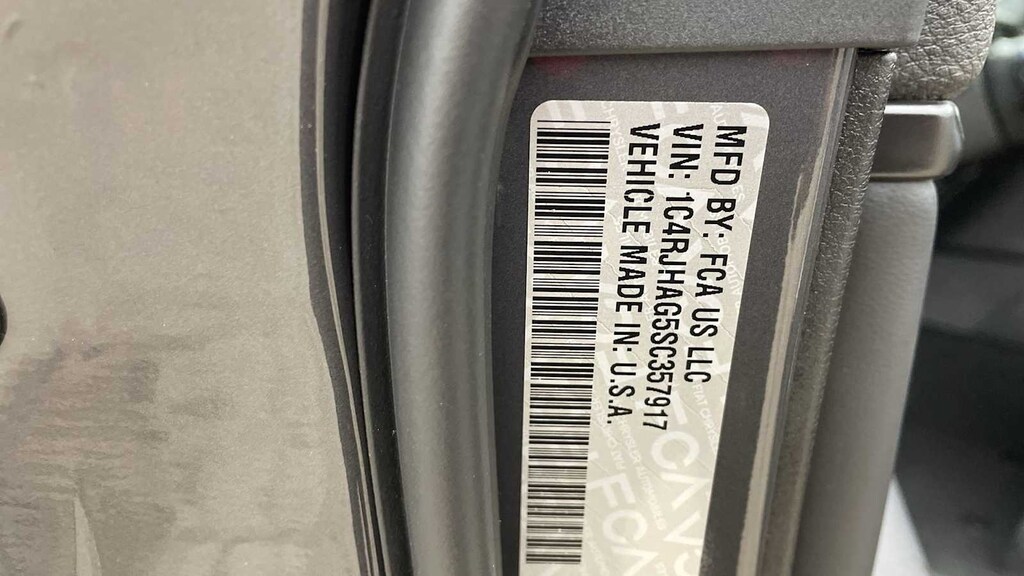 MFD BY: FCA US LLC
VIN: 1C4RJHAG5SC357917
VEHICLE MADE IN: U.S.A.